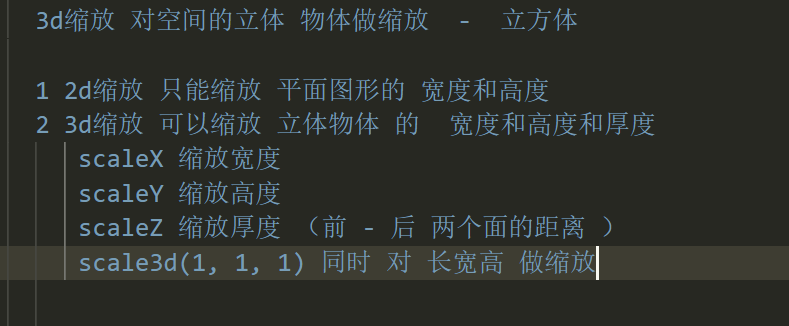 3d缩放 对空间的立体 物体做缩放 - 立方体
1 2d缩放 只能缩放 平面图形的 宽度和高度
2 3d缩放 可以缩放 立体物体 的 宽度和高度和厚度
scaleX 缩放宽度
scaleY 缩放高度
scaleZ 缩放厚度 （前 - 后 两个面的距离 ）
scale3d(1, 1, 1) 同时 对 长宽高 做缩放